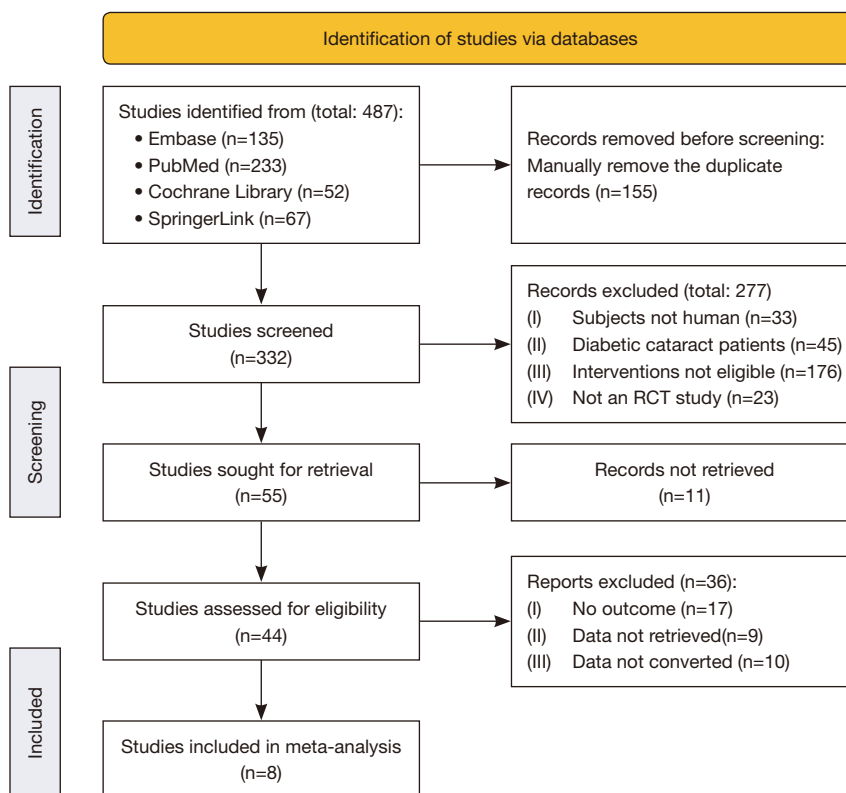 Identification of studies via databases
Identification
Studies identified from (total: 487):
• Embase (n=135)
• PubMed (n=233)
• Cochrane Library (n=52)
• SpringerLink (n=67)
Records removed before screening:
Manually remove the duplicate
records (n=155)
Screening
Studies screened
(n=332)
Records excluded (total: 277)
(I) Subjects not human (n=33)
(II) Diabetic cataract patients (n=45)
(III) Interventions not eligible (n=176)
(IV) Not an RCT study (n=23)
Studies sought for retrieval
(n=55)
Records not retrieved
(n=11)
Studies assessed for eligibility
(n=44)
Reports excluded (n=36):
(I) No outcome (n=17)
(II) Data not retrieved(n=9)
(III) Data not converted (n=10)
Included
Studies included in meta-analysis
(n=8)